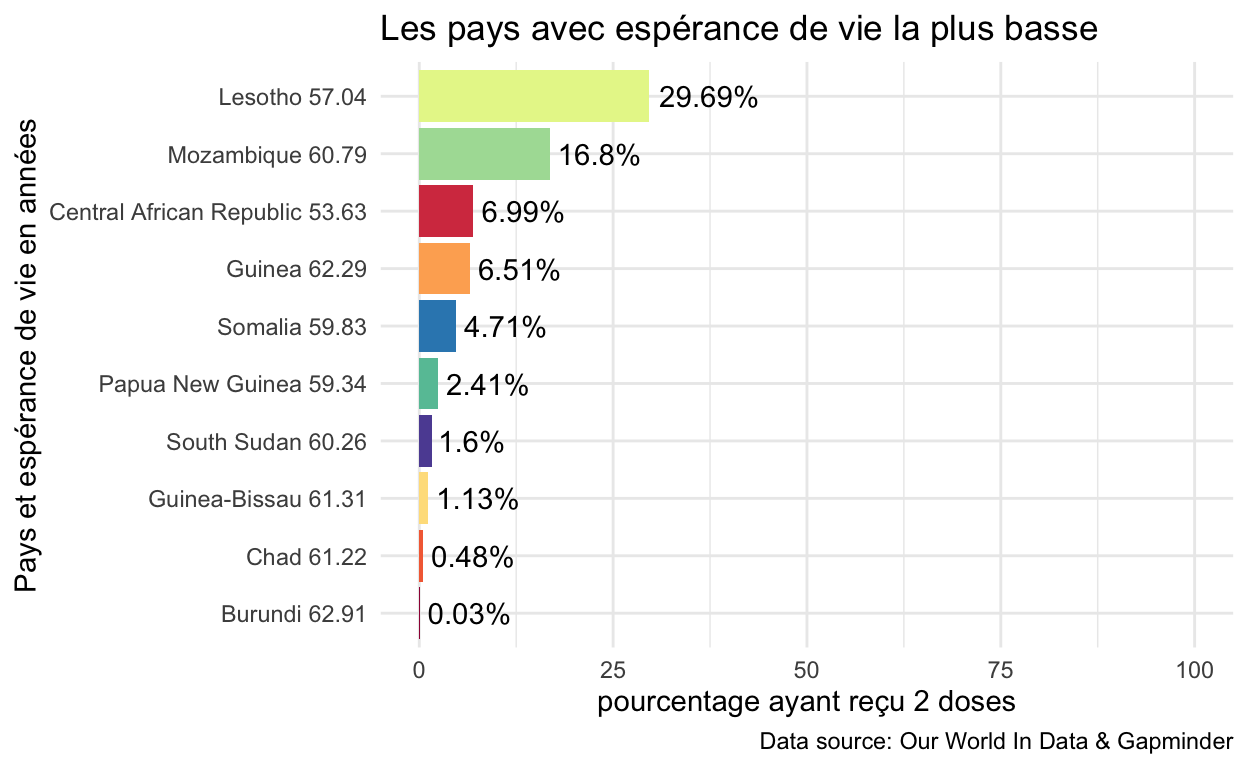 Les pays avec espérance de vie la plus basse
Pays et espérance de vie en années
Lesotho 57.04 29.69%
Mozambique 60.79 16.8%
Central African Republic 53.63 6.99%
Guinea 62.29 6.51%
Somalia 59.83 4.71%
Papua New Guinea 59.34 2.41%
South Sudan 60.26 1.6%
Guinea-Bissau 61.31 1.13%
Chad 61.22 0.48%
Burundi 62.91 0.03%
0 25 50 75 100
pourcentage ayant reçu 2 doses
Data source: Our World In Data & Gapminder